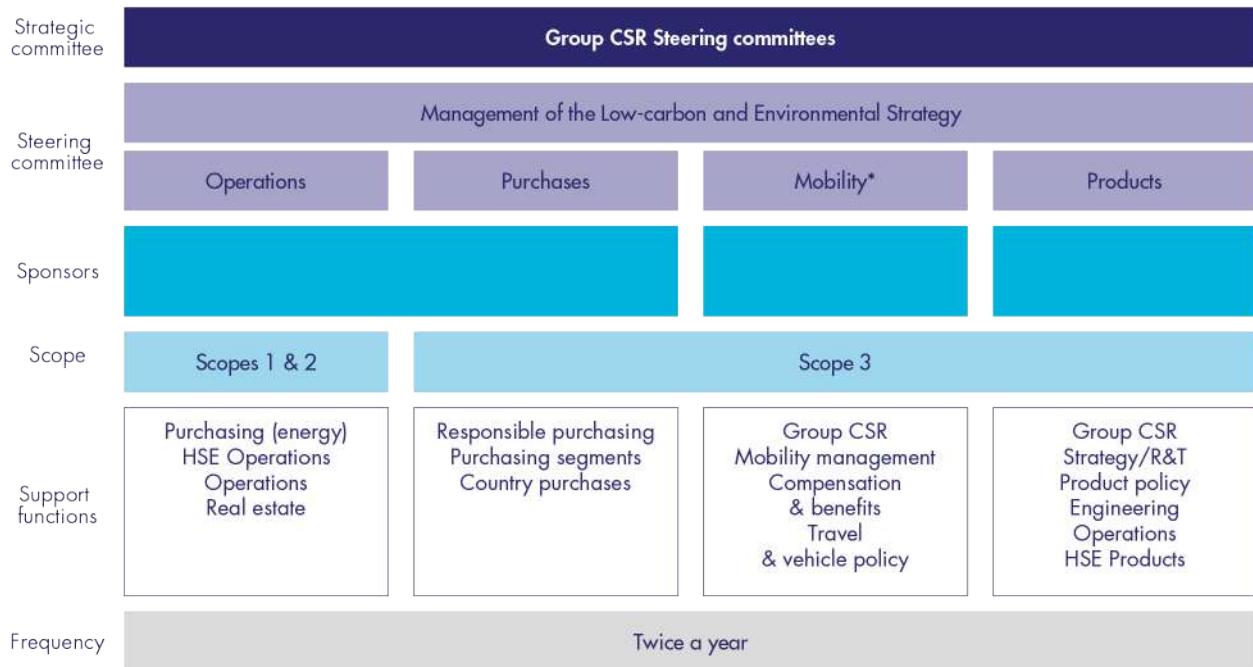 Strategic
committee
Group CSR Steering committees
Steering
committee
Management of the Low-carbon and Environmental Strategy
Operations
Purchases
Mobility*
Products
Sponsors
Scope
Scopes 1 & 2
Scope 3
Support
functions
Purchasing (energy)
HSE Operations
Operations
Real estate
Responsible purchasing
Purchasing segments
Country purchases
Group CSR
Mobility management
Compensation
& benefits
Travel
& vehicle policy
Group CSR
Strategy/R&T
Product policy
Engineering
Operations
HSE Products
Frequency
Twice a year